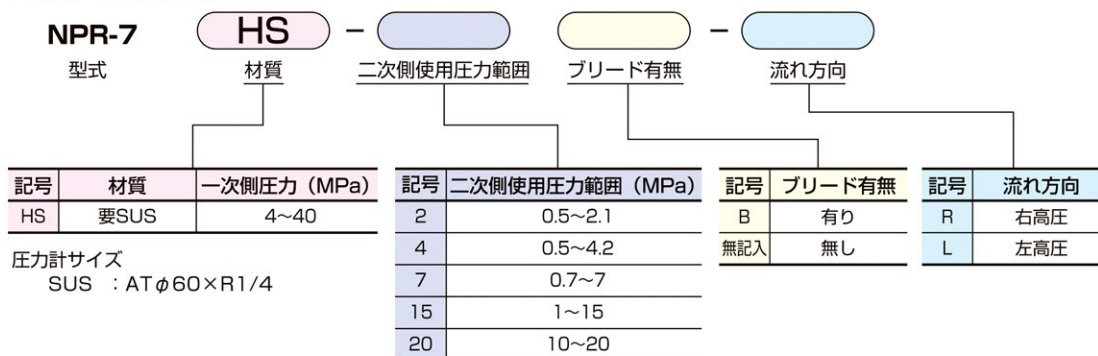 NPR-7 HS - - 
型式 材質 二次側使用圧力範囲 ブリード有無 流れ方向
記号 材質 一次側圧力（MPa）
HS 要SUS 4~40
圧力計サイズ
SUS ：ATφ60×R1/4
記号 二次側使用圧力範囲（MPa）
2 0.5~2.1
4 0.5~4.2
7 0.7~7
15 1~15
20 10~20
記号 ブリード有無
B 有り
無記入 無し
記号 流れ方向
R 右高圧
L 左高圧